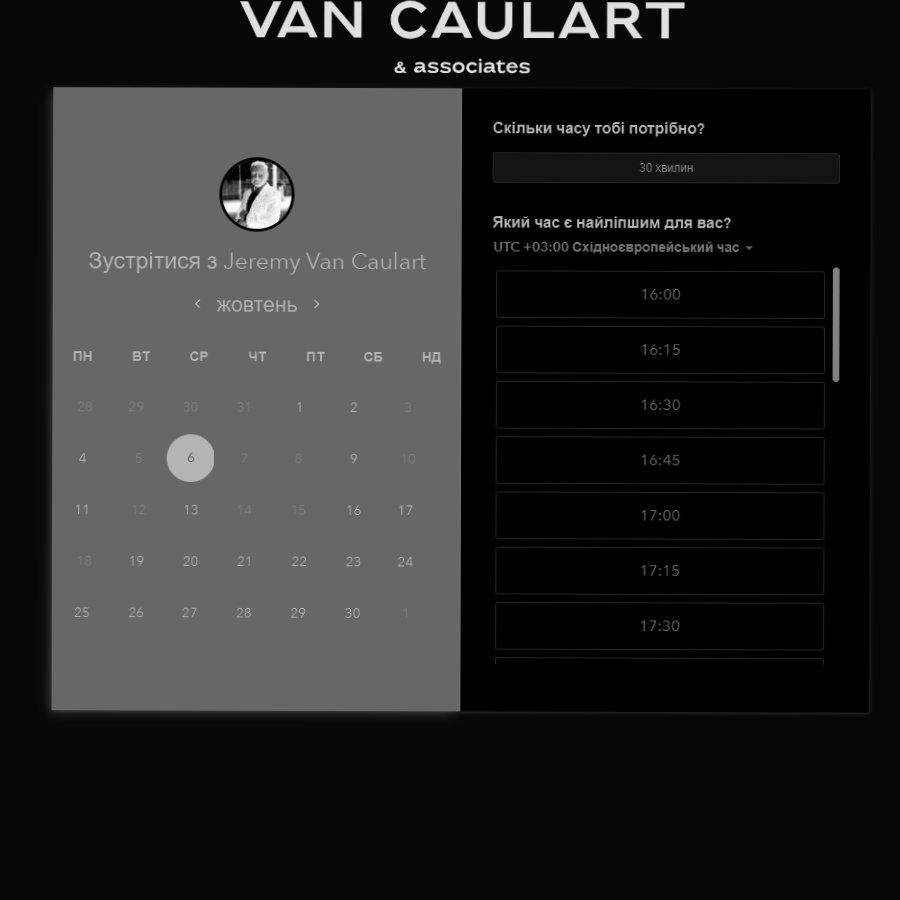 VAN CAULART
& associates
Зустрітися з Jeremy Van Caulart
жовтень
ПН ВТ СР ЧТ ПТ СБ НД
28 29 30 31 1 2 3
4 5 6 7 8 9 10
11 12 13 14 15 16 17
18 19 20 21 22 23 24
25 26 27 28 29 30 1
Скільки часу тобі потрібно?
30 хвилин
Який час є найліпшим для вас?
UTC +03:00 Східноєвропейський час
16:00
16:15
16:30
16:45
17:00
17:15
17:30